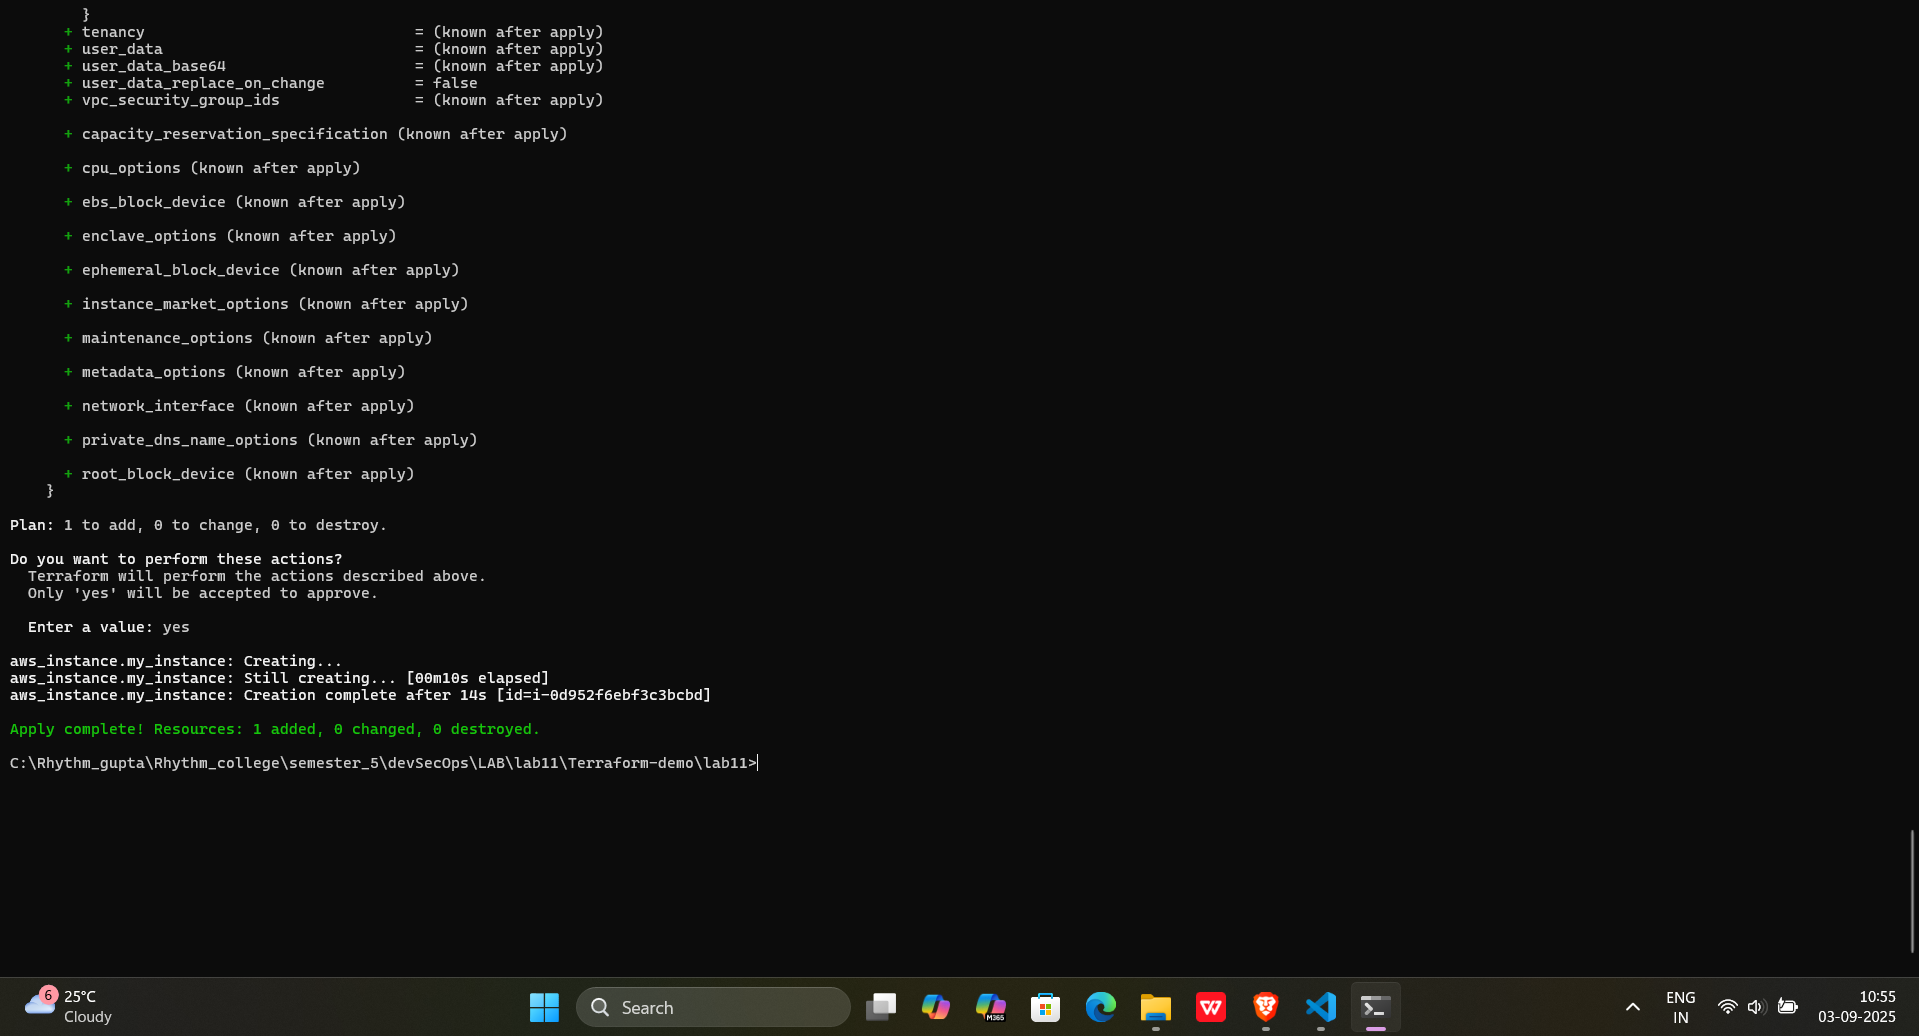 }
+ tenancy = (known after apply)
+ user_data = (known after apply)
+ user_data_base64 = (known after apply)
+ user_data_replace_on_change = false
+ vpc_security_group_ids = (known after apply)
+ capacity_reservation_specification (known after apply)
+ cpu_options (known after apply)
+ ebs_block_device (known after apply)
+ enclave_options (known after apply)
+ ephemeral_block_device (known after apply)
+ instance_market_options (known after apply)
+ maintenance_options (known after apply)
+ metadata_options (known after apply)
+ network_interface (known after apply)
+ private_dns_name_options (known after apply)
+ root_block_device (known after apply)
}
Plan: 1 to add, 0 to change, 0 to destroy.
Do you want to perform these actions?
Terraform will perform the actions described above.
Only 'yes' will be accepted to approve.
Enter a value: yes
aws_instance.my_instance: Creating...
aws_instance.my_instance: Still creating... [00m10s elapsed]
aws_instance.my_instance: Creation complete after 14s [id=i-0d952f6ebf3c3bcbd]
Apply complete! Resources: 1 added, 0 changed, 0 destroyed.
C:\Rhythm_gupta\Rhythm_college\semester_5\devSecOps\LAB\lab11\Terraform-demo\lab11>
6
25°C
Cloudy
Search
M365
W
ENG
IN
10:55
03-09-2025